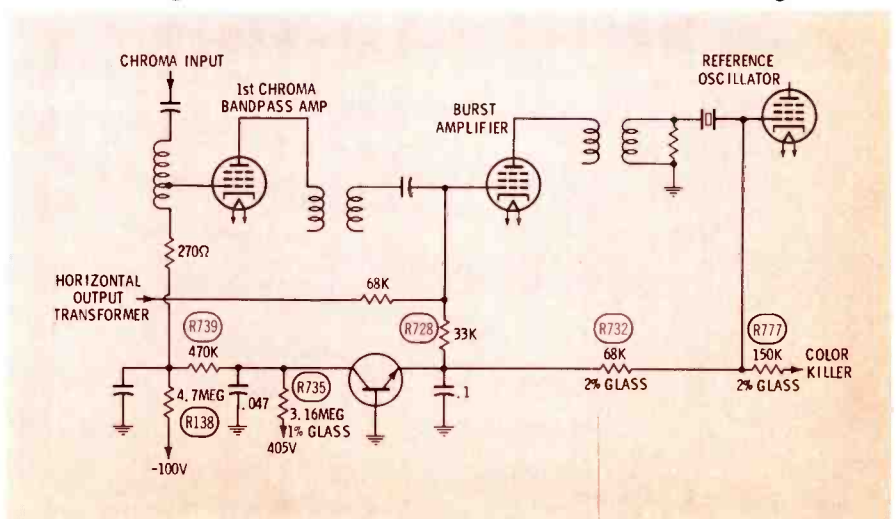 CHROMA INPUT
1st CHROMA
BANDPASS AMP
BURST
AMPLIFIER
REFERENCE
OSCILLATOR
270Ω
HORIZONTAL
OUTPUT
TRANSFORMER
68K
R739
470K
R728
33K
R732
68K
2% GLASS
R777
150K
2% GLASS
COLOR
KILLER
4.7MEG
R138
.047
R735
3.16MEG
1% GLASS
405V
.1
-100V